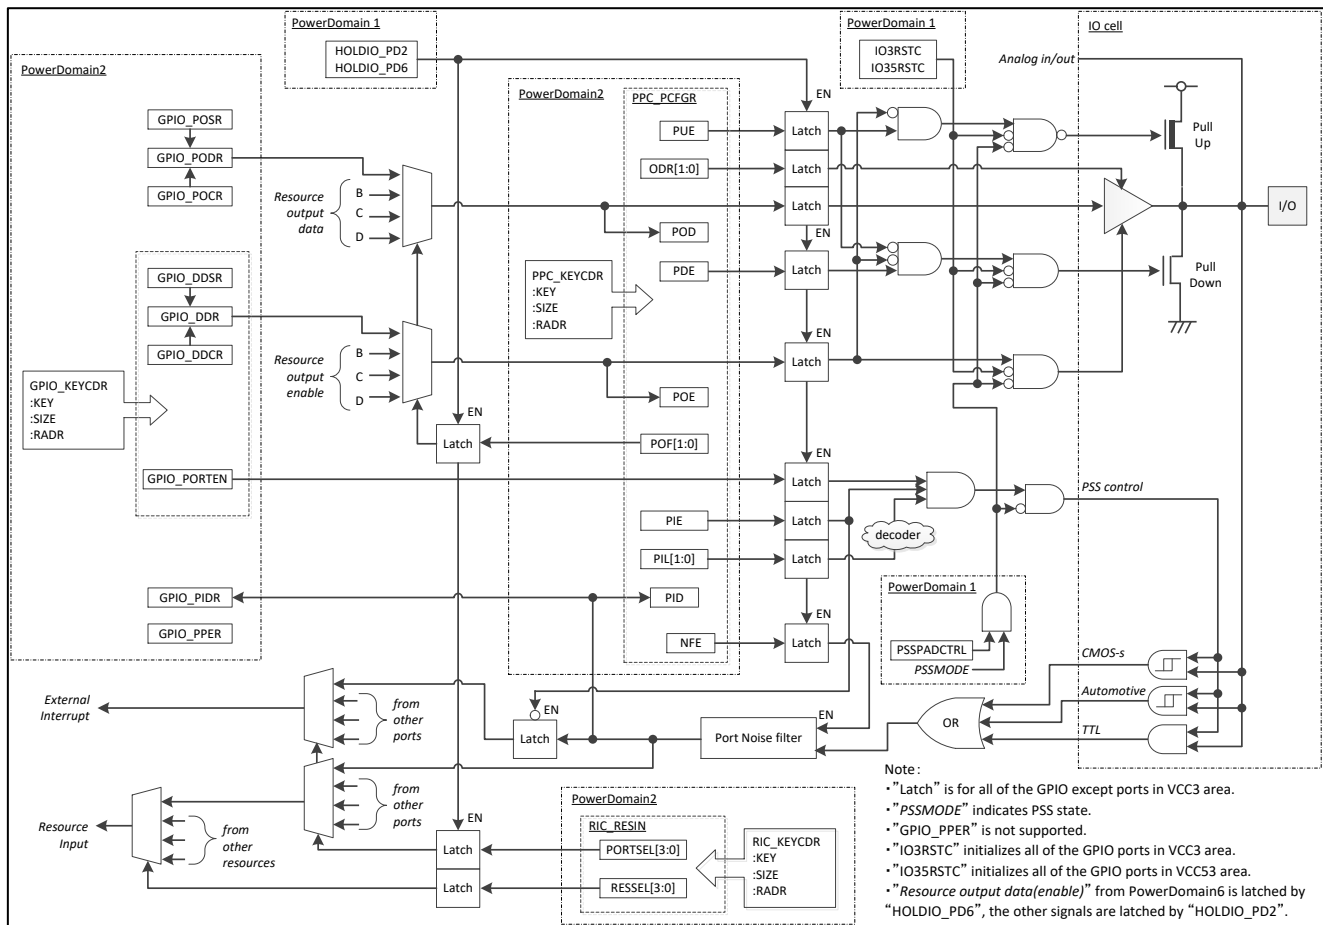 PowerDomain 1
HOLDIO_PD2
HOLDIO_PD6
PowerDomain 1
IO3RSTC
IO35RSTC
IO cell
Analog in/out
PowerDomain2
GPIO_POSR
GPIO_PODR
GPIO_POCR
Resource
output
data
B
C
D
GPIO_DDSR
GPIO_DDR
GPIO_DDCR
Resource
output
enable
B
C
D
GPIO_KEYCDR
:KEY
:SIZE
:RADR
GPIO_PORTEN
GPIO_PIDR
GPIO_PPER
EN
Latch
PowerDomain2
PPC_PCFGR
PUE
ODR[1:0]
POD
PDE
PPC_KEYCDR
:KEY
:SIZE
:RADR
POE
POF[1:0]
PIE
PIL[1:0]
PID
NFE
EN
Latch
Latch
Latch
EN
Latch
EN
Latch
EN
Latch
Latch
Latch
EN
Latch
Pull
Up
I/O
Pull
Down
PSS control
decoder
PowerDomain 1
PSSPADCTRL
PSSMODE
CMOS-s
Automotive
TTL
OR
EN
Port Noise filter
EN
Latch
External
Interrupt
from
other
ports
from
other
ports
Resource
Input
from
other
resources
EN
Latch
Latch
PowerDomain2
RIC_RESIN
PORTSEL[3:0]
RESSEL[3:0]
RIC_KEYCDR
:KEY
:SIZE
:RADR
Note :
・"Latch" is for all of the GPIO except ports in VCC3 area.
・"PSSMODE" indicates PSS state.
・"GPIO_PPER" is not supported.
・"IO3RSTC" initializes all of the GPIO ports in VCC3 area.
・"IO35RSTC" initializes all of the GPIO ports in VCC53 area.
・"Resource output data(enable)" from PowerDomain6 is latched by
"HOLDIO_PD6", the other signals are latched by "HOLDIO_PD2".